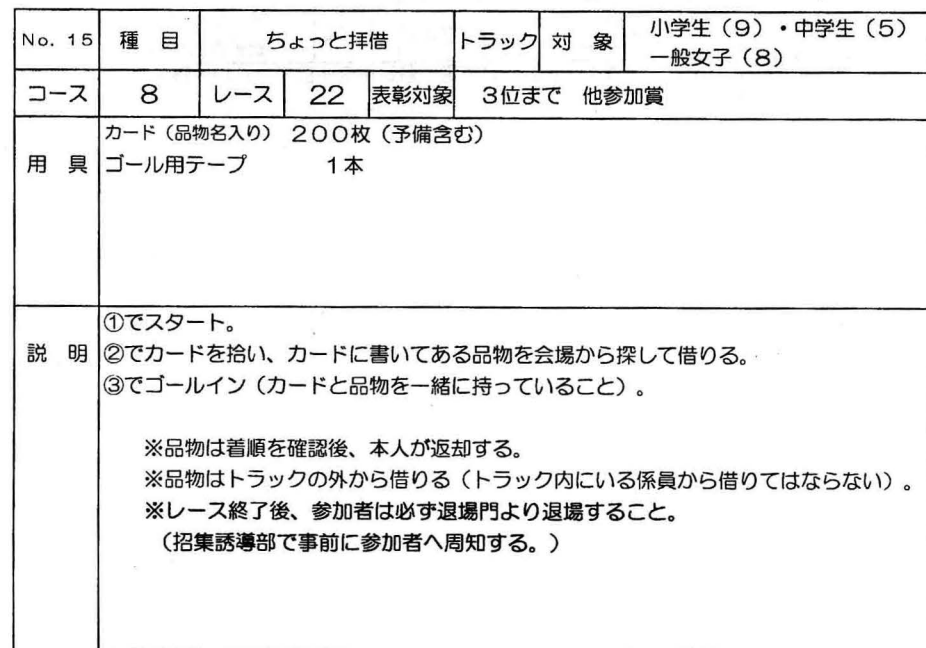 No. 15 種 目 ちょっと拝借 トラック 対 象 小学生（9）・中学生（5）
一般女子（8）
コース 8 レース 22 表彰対象 3位まで 他参加賞
用 具 カード（品物名入り） 200枚（予備含む）
ゴール用テープ 1本
説 明 ①でスタート。
②でカードを拾い、カードに書いてある品物を会場から探して借りる。
③でゴールイン（カードと品物を一緒に持っていること）。
※品物は着順を確認後、本人が返却する。
※品物はトラックの外から借りる（トラック内にいる係員から借りてはならない）。
※レース終了後、参加者は必ず退場門より退場すること。
（招集誘導部で事前に参加者へ周知する。）